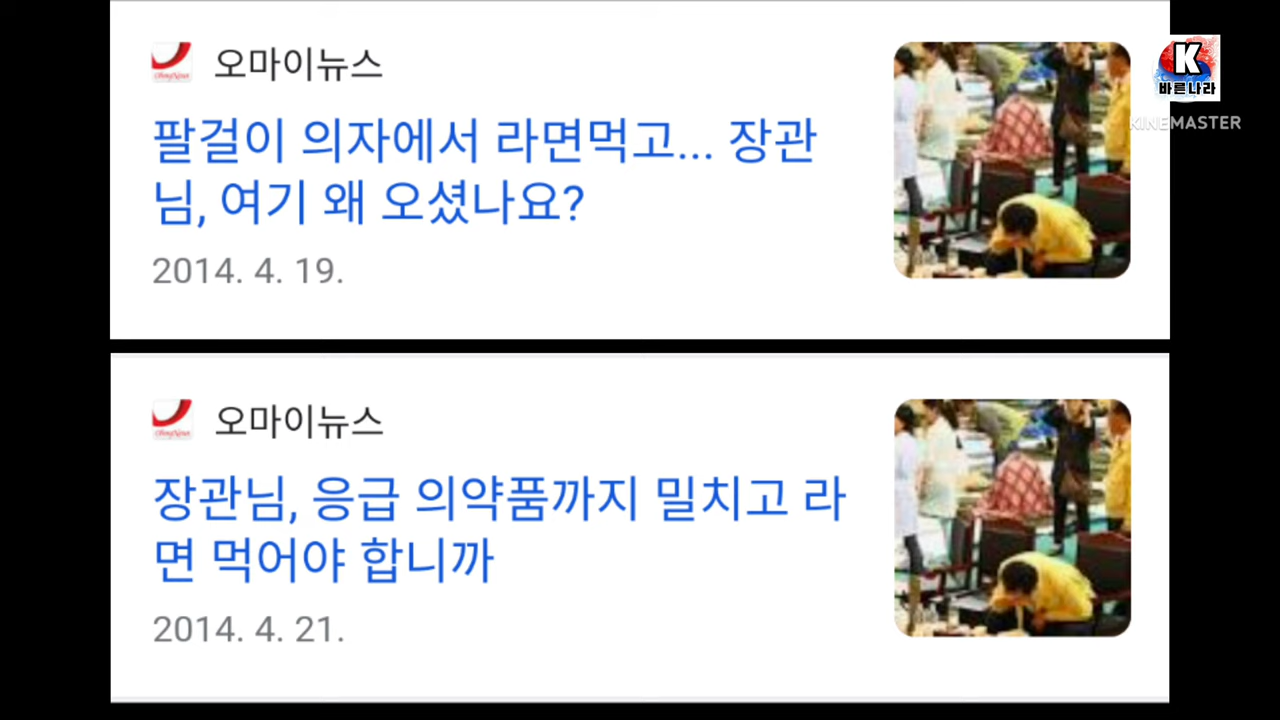 오마이뉴스
팔걸이 의자에서 라면먹고... 장관
님, 여기 왜 오셨나요?
2014. 4. 19.
K
바른나라
KINEMASTER
오마이뉴스
장관님, 응급 의약품까지 밀치고 라
면 먹어야 합니까
2014. 4. 21.